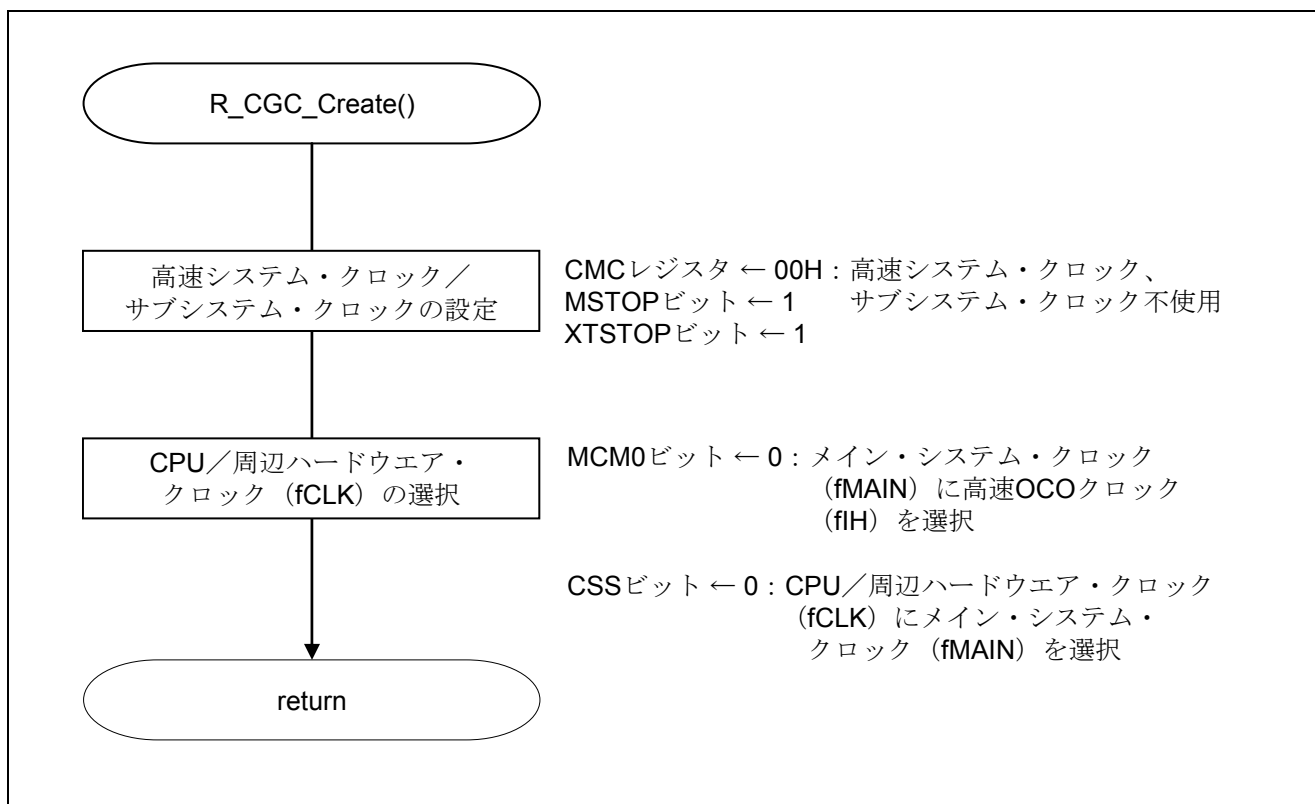 R_CGC_Create()
高速システム・クロック／
サブシステム・クロックの設定
CMCレジスタ ← 00H：高速システム・クロック、
MSTOPビット ← 1　　サブシステム・クロック不使用
XTSTOPビット ← 1
CPU／周辺ハードウエア・
クロック（fCLK）の選択
MCM0ビット ← 0：メイン・システム・クロック
（fMAIN）に高速OCOクロック
（fIH）を選択
CSSビット ← 0：CPU／周辺ハードウエア・クロック
（fCLK）にメイン・システム・
クロック（fMAIN）を選択
return